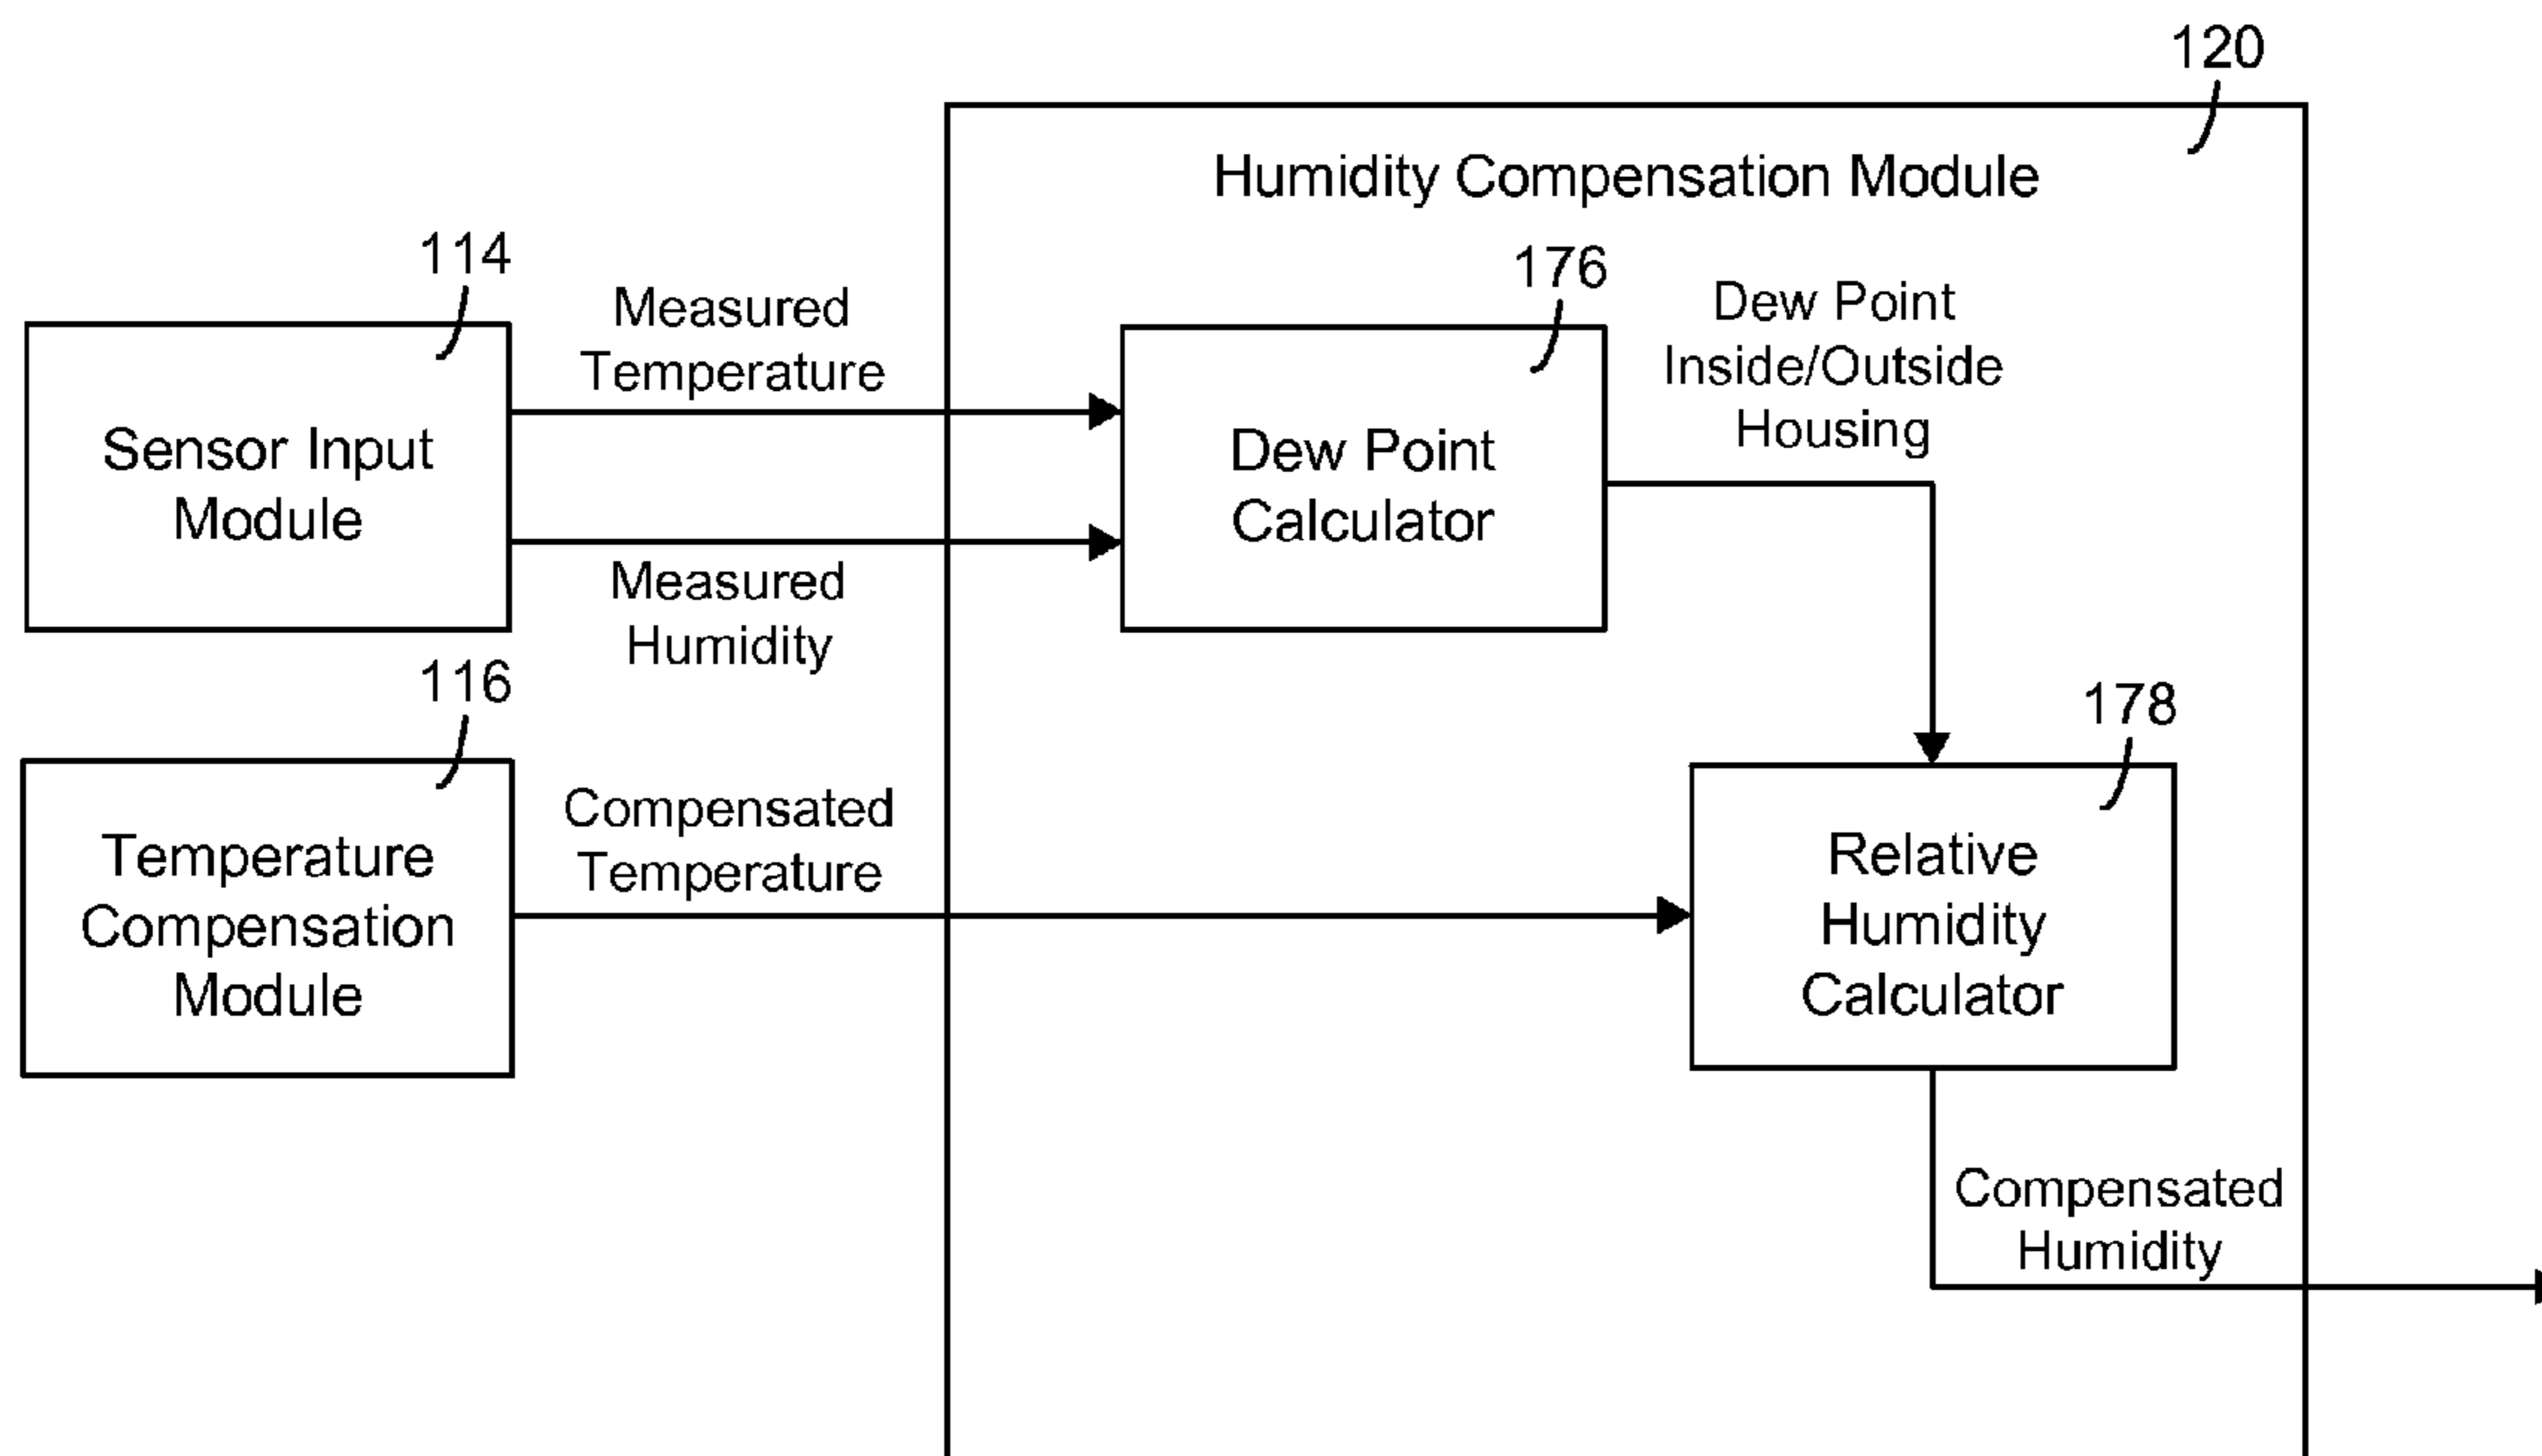 120
Humidity Compensation Module
114
Measured
Temperature
176
Dew Point
Inside/Outside
Housing
Sensor Input
Module
Dew Point
Calculator
Measured
Humidity
116
178
Compensated
Temperature
Temperature
Compensation
Module
Relative
Humidity
Calculator
Compensated
Humidity